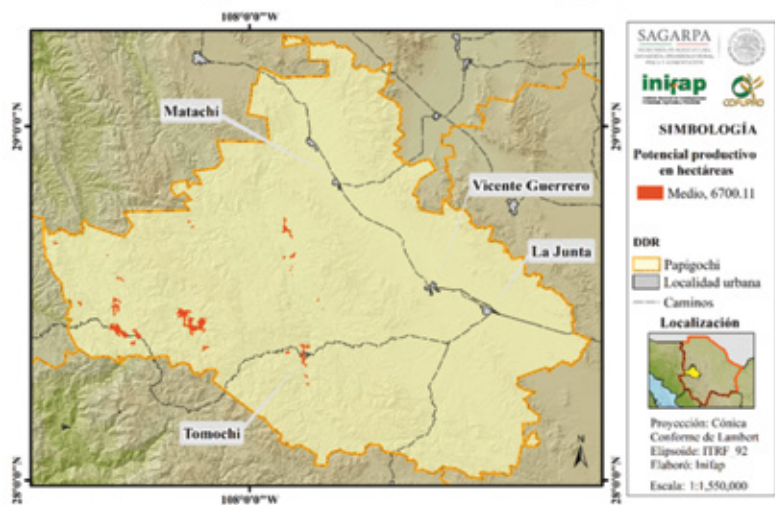 108°0'0"W
29°0'0"N
28°0'0"N
Matachi
Vicente Guerrero
La Junta
Tomochi
N
29°0'0"N
28°0'0"N
108°0'0"W
SAGARPA
inifap
COFUPRO
SIMBOLOGÍA
Potencial productivo
en hectáreas
Medio, 6700.11
DDR
Papigochi
Localidad urbana
Caminos
Localización
Proyección: Cónica
Conforme de Lambert
Elipsoide: ITRF_92
Elaboró: Inifap
Escala: 1:1,550,000